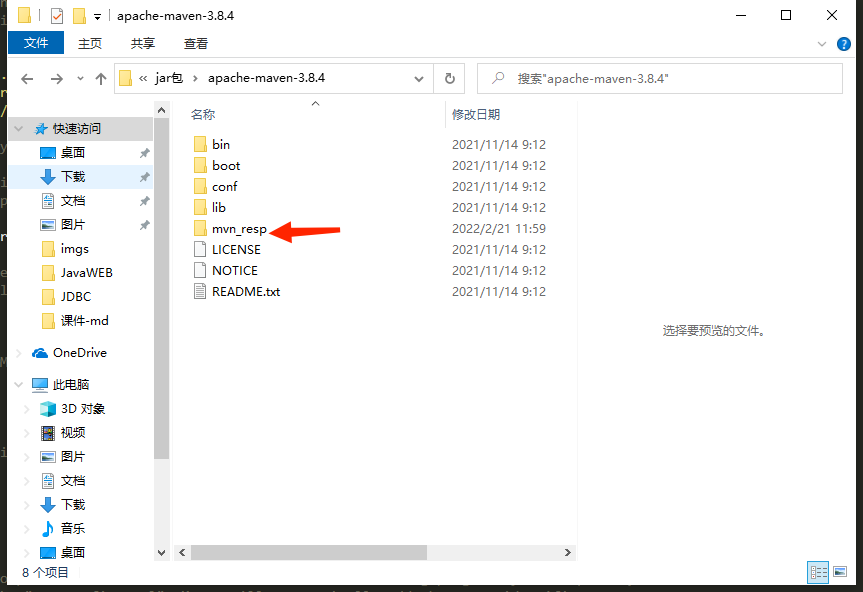 apache-maven-3.8.4
文件 主页 共享 查看
« jar包 › apache-maven-3.8.4
搜索"apache-maven-3.8.4"
名称 修改日期
快速访问
桌面
下载
文档
图片
imgs
JavaWEB
JDBC
课件-md
OneDrive
此电脑
3D 对象
视频
图片
文档
下载
音乐
桌面
bin 2021/11/14 9:12
boot 2021/11/14 9:12
conf 2021/11/14 9:12
lib 2021/11/14 9:12
mvn_resp 2022/2/21 11:59
LICENSE 2021/11/14 9:12
NOTICE 2021/11/14 9:12
README.txt 2021/11/14 9:12
选择要预览的文件。
8 个项目